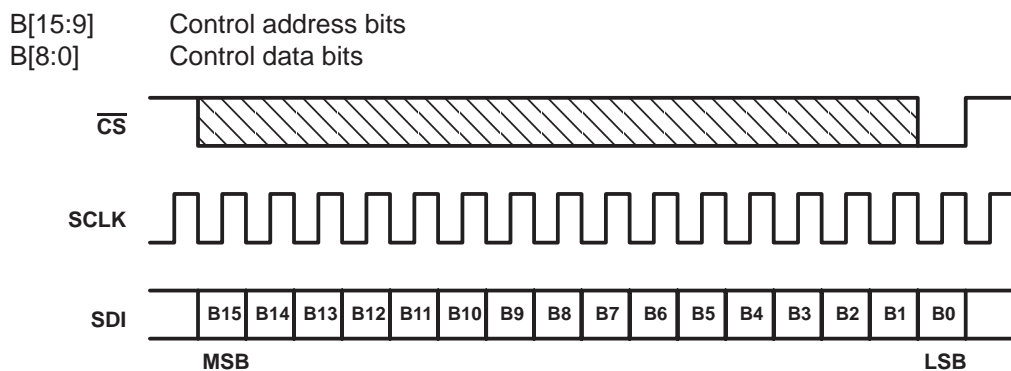 B[15:9] Control address bits
B[8:0] Control data bits
CS
SCLK
SDI B15 B14 B13 B12 B11 B10 B9 B8 B7 B6 B5 B4 B3 B2 B1 B0
MSB LSB